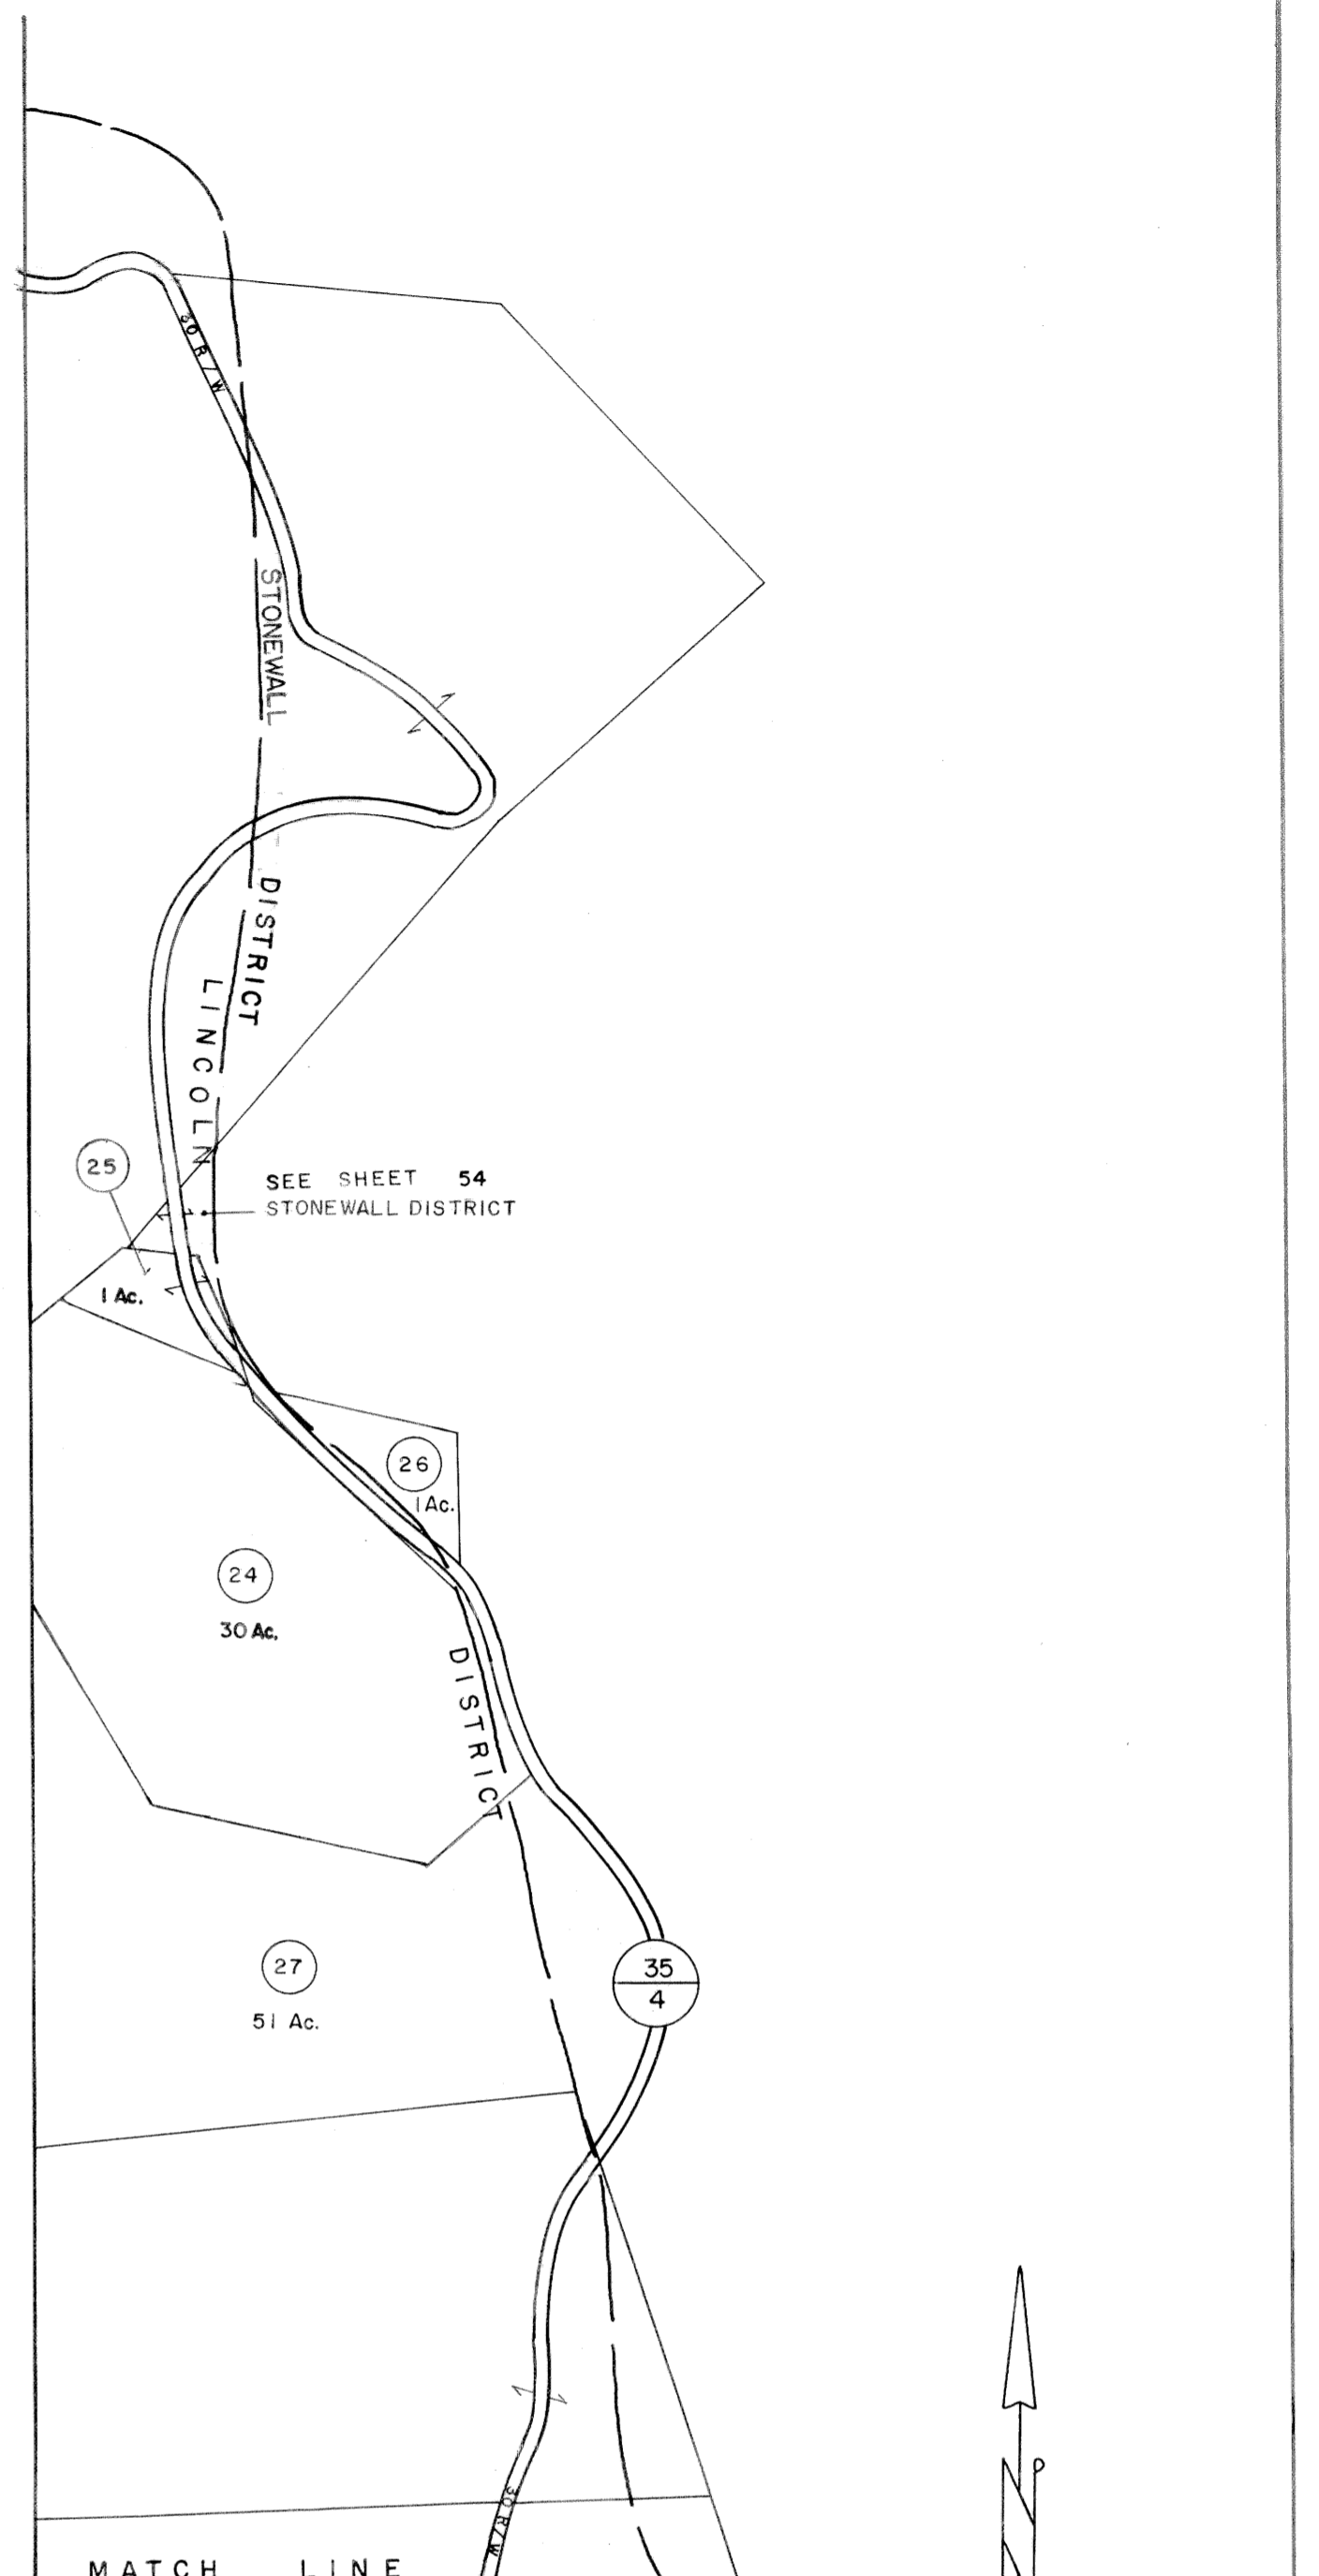 30 R/W
STONEWALL
DISTRICT
LINCOLN
25
SEE SHEET 54
STONEWALL DISTRICT
1 Ac.
26
1 Ac.
24
30 Ac.
DISTRICT
27
51 Ac.
35
4
30 R/W
MATCH LINE